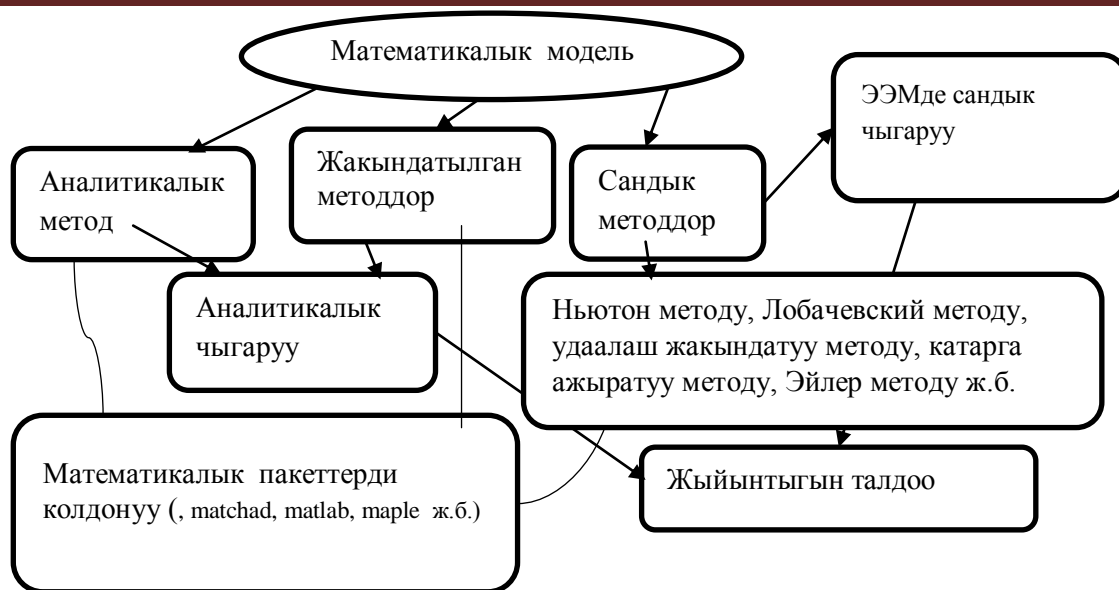 Математикалык модель
ЭЭМде сандык
чыгаруу
Аналитикалык
метод
Жакындатылган
методдор
Сандык
методдор
Аналитикалык
чыгаруу
Ньютон методу, Лобачевский методу,
удаалаш жакындатуу методу, катарга
ажыратуу методу, Эйлер методу ж.б.
Математикалык пакеттерди
колдонуу (, matchad, matlab, maple ж.б.)
Жыйынтыгын талдоо